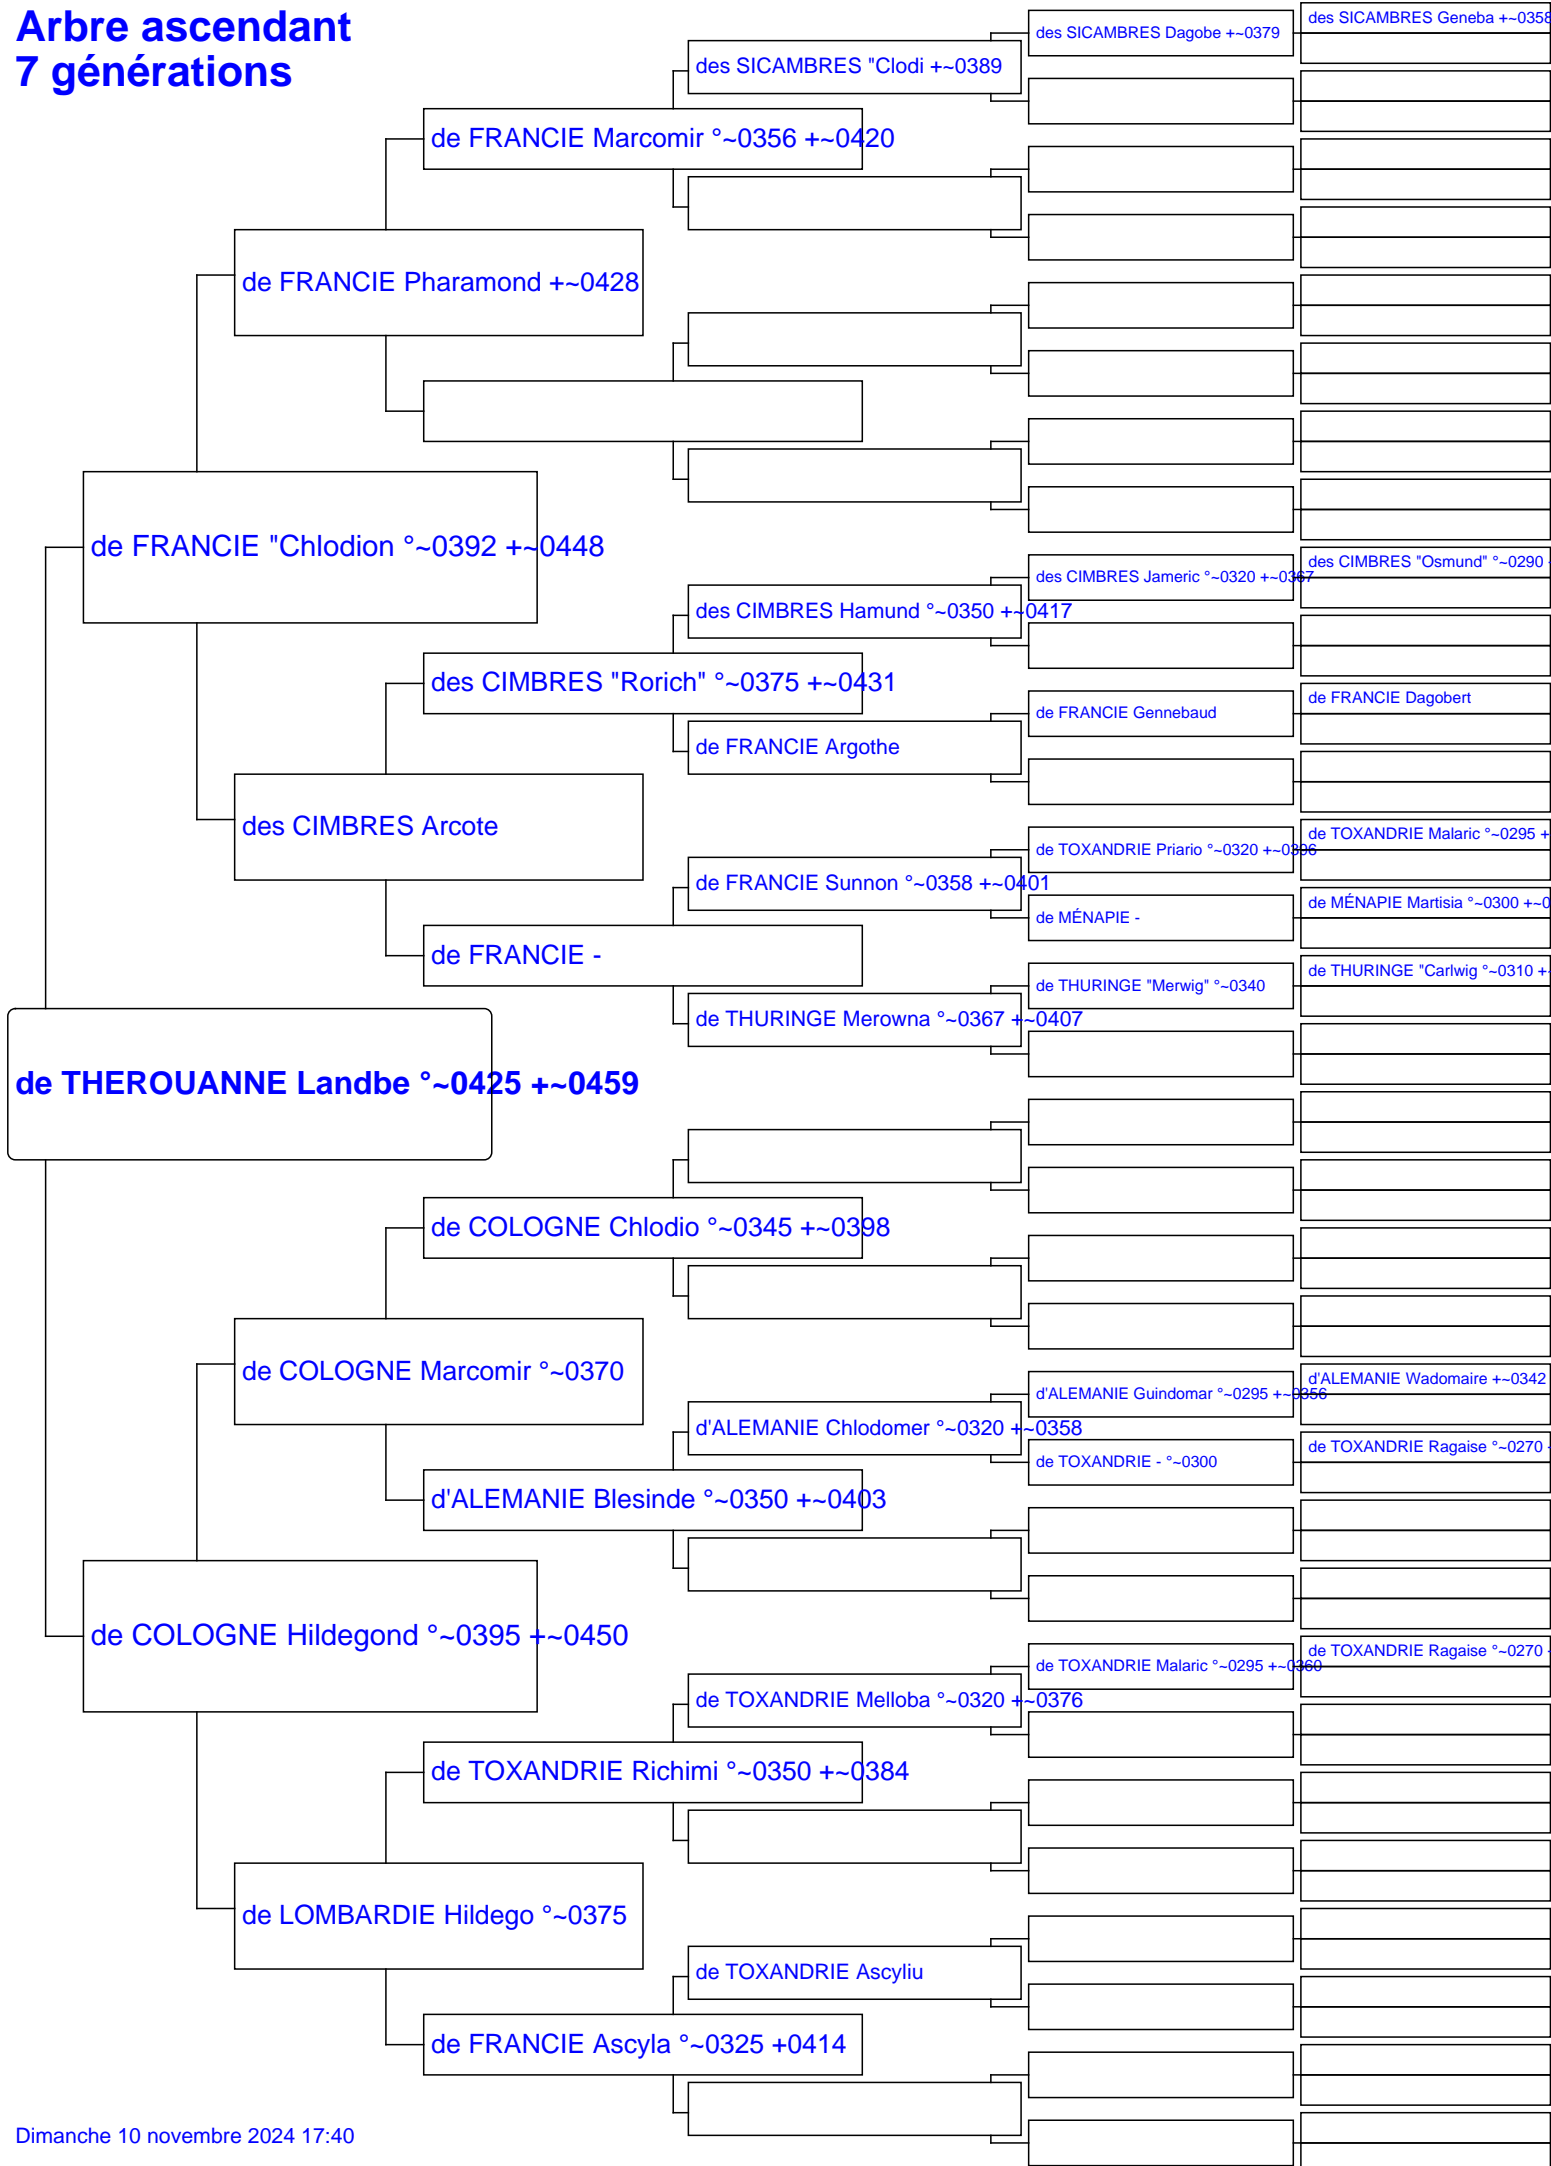 Arbre ascendant
7 générations
des SICAMBRES Geneba +~0358
des SICAMBRES Dagobe +~0379
des SICAMBRES "Clodi +~0389
de FRANCIE Marcomir °~0356 +~0420
de FRANCIE Pharamond +~0428
de FRANCIE "Chlodion °~0392 +~0448
des CIMBRES "Osmund" °~0290
des CIMBRES Jameric °~0320 +~0367
des CIMBRES Hamund °~0350 +~0417
des CIMBRES "Rorich" °~0375 +~0431
de FRANCIE Dagobert
de FRANCIE Gennebaud
de FRANCIE Argothe
des CIMBRES Arcote
de TOXANDRIE Malaric °~0295 +
de TOXANDRIE Priario °~0320 +~0396
de FRANCIE Sunnon °~0358 +~0401
de MÉNAPIE Martisia °~0300 +~0
de MÉNAPIE -
de FRANCIE -
de THURINGE "Carlwig °~0310 +
de THURINGE "Merwig" °~0340
de THURINGE Merowna °~0367 +~0407
de THEROUANNE Landbe °~0425 +~0459
de COLOGNE Chlodio °~0345 +~0398
de COLOGNE Marcomir °~0370
d'ALEMANIE Wadomaire +~0342
d'ALEMANIE Guindomar °~0295 +~0356
d'ALEMANIE Chlodomer °~0320 +~0358
de TOXANDRIE Ragaise °~0270
de TOXANDRIE - °~0300
d'ALEMANIE Blesinde °~0350 +~0403
de COLOGNE Hildegond °~0395 +~0450
de TOXANDRIE Ragaise °~0270
de TOXANDRIE Malaric °~0295 +~0360
de TOXANDRIE Melloba °~0320 +~0376
de TOXANDRIE Richimi °~0350 +~0384
de LOMBARDIE Hildego °~0375
de TOXANDRIE Ascyliu
de FRANCIE Ascyla °~0325 +0414
Dimanche 10 novembre 2024 17:40